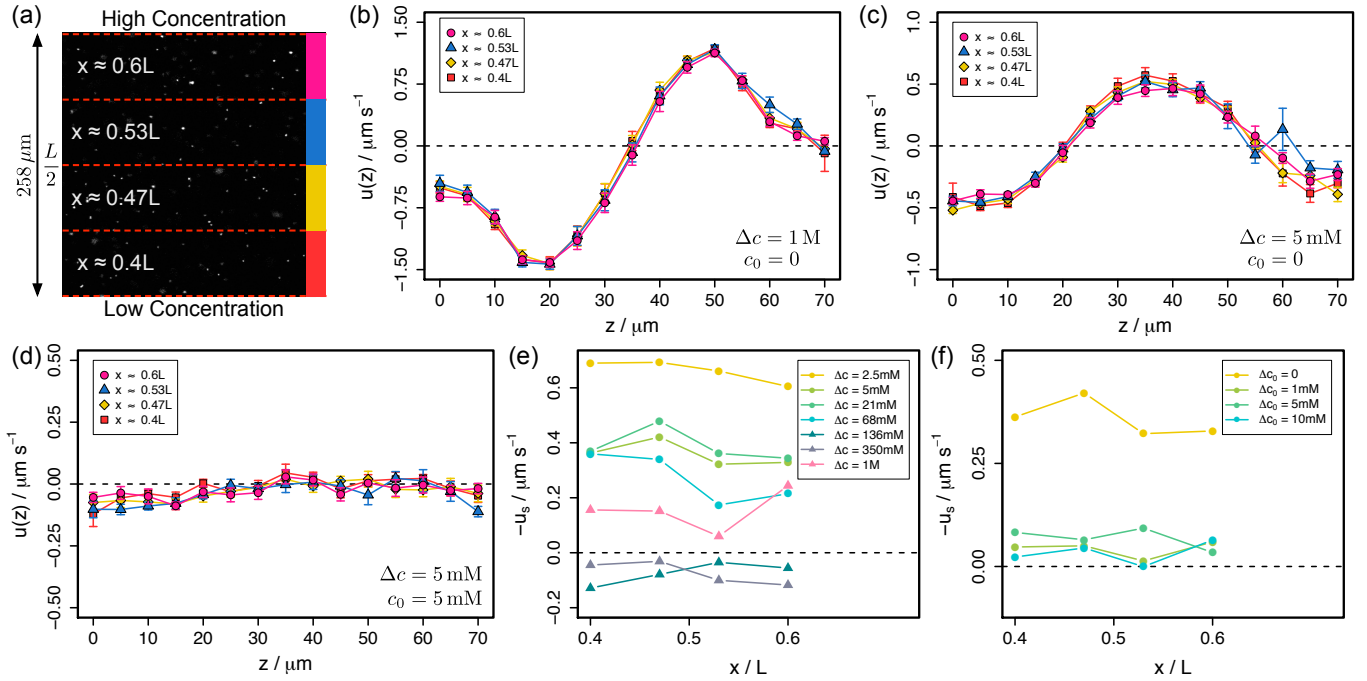 (a)
High Concentration
258 μm
L/2
x ≈ 0.6L
x ≈ 0.53L
x ≈ 0.47L
x ≈ 0.4L
Low Concentration
(b)
u(z) / μm s⁻¹
1.50
0.75
0.00
−0.75
−1.50
x ≈ 0.6L
x ≈ 0.53L
x ≈ 0.47L
x ≈ 0.4L
Δc = 1 M
c₀ = 0
0 10 20 30 40 50 60 70
z / μm
(c)
u(z) / μm s⁻¹
1.0
0.5
0.0
−0.5
−1.0
x ≈ 0.6L
x ≈ 0.53L
x ≈ 0.47L
x ≈ 0.4L
Δc = 5 mM
c₀ = 0
0 10 20 30 40 50 60 70
z / μm
(d)
u(z) / μm s⁻¹
0.50
0.25
0.00
−0.25
−0.50
x ≈ 0.6L
x ≈ 0.53L
x ≈ 0.47L
x ≈ 0.4L
Δc = 5 mM
c₀ = 5 mM
0 10 20 30 40 50 60 70
z / μm
(e)
−uₛ / μm s⁻¹
0.6
0.4
0.2
0.0
−0.2
Δc = 2.5mM
Δc = 5mM
Δc = 21mM
Δc = 68mM
Δc = 136mM
Δc = 350mM
Δc = 1M
0.4 0.5 0.6
x / L
(f)
−uₛ / μm s⁻¹
0.50
0.25
0.00
Δc₀ = 0
Δc₀ = 1mM
Δc₀ = 5mM
Δc₀ = 10mM
0.4 0.5 0.6
x / L